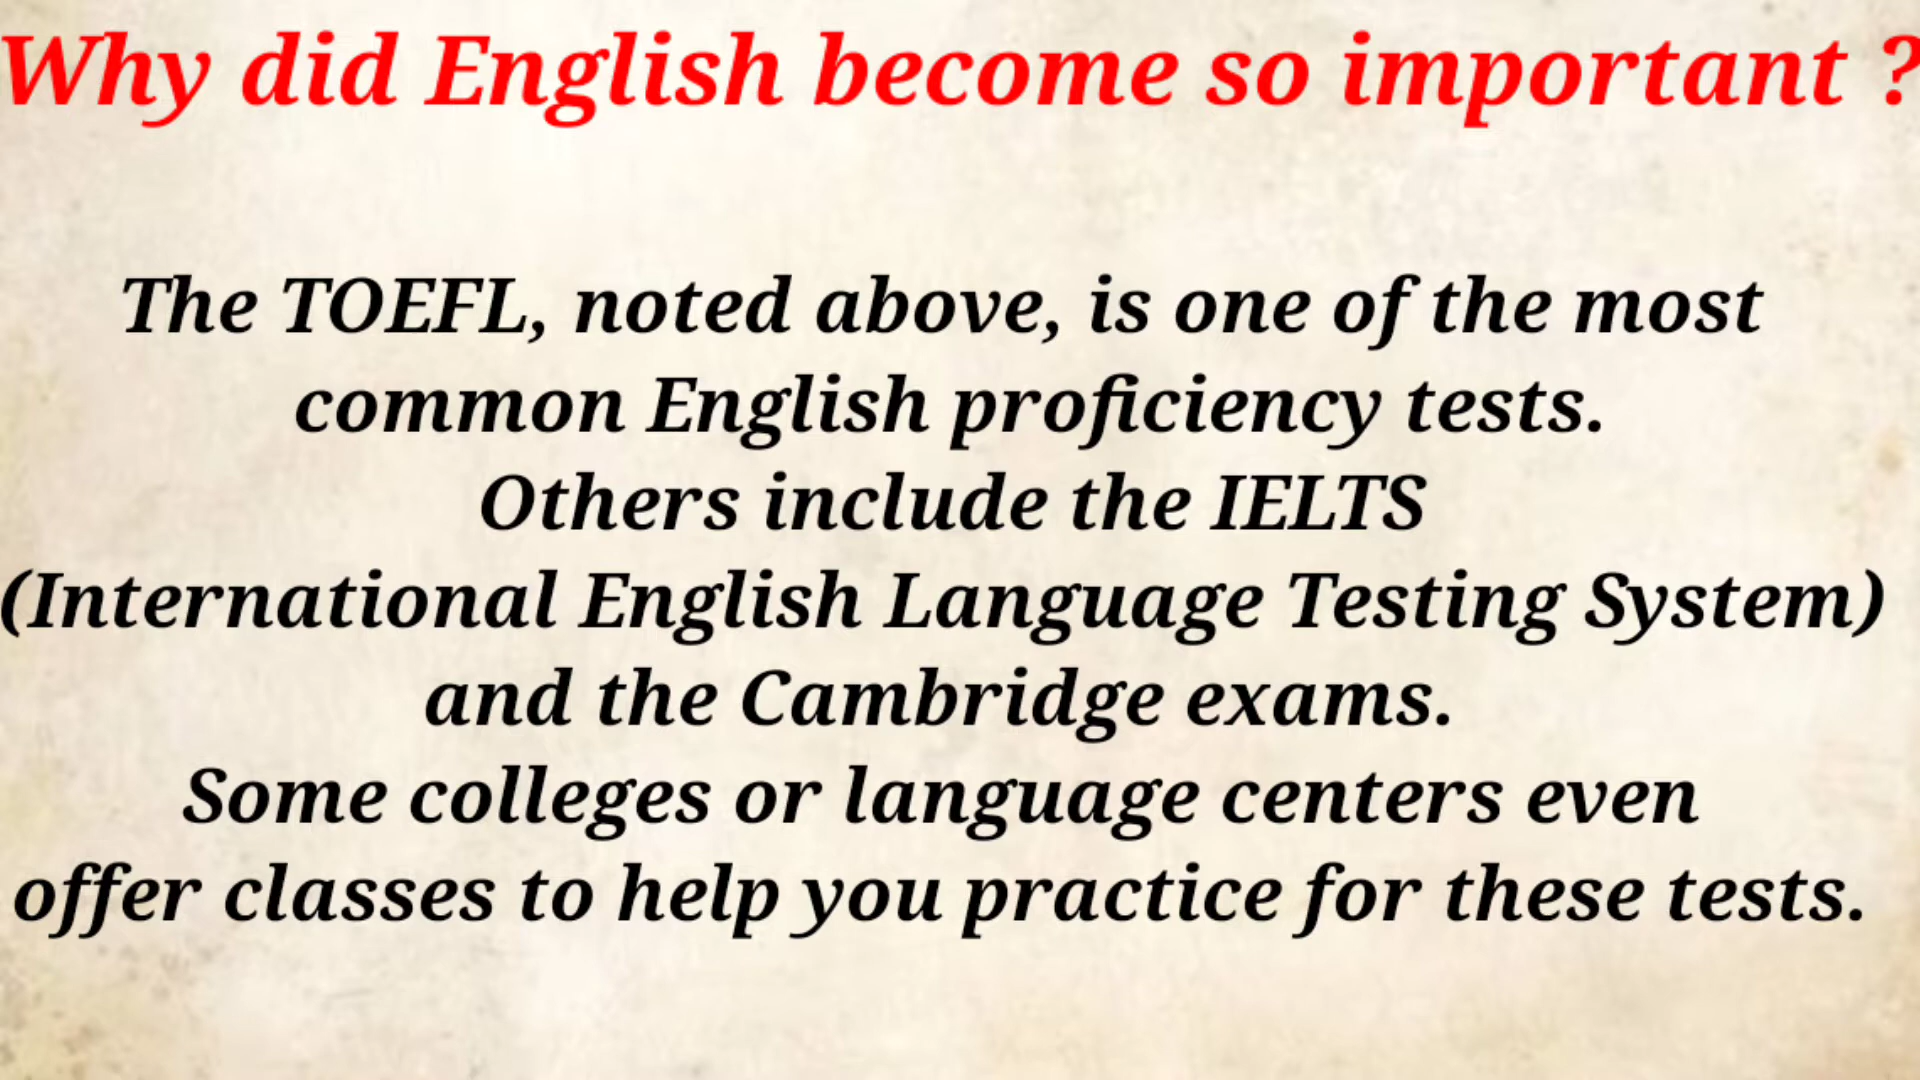 Why did English become so important ?
The TOEFL, noted above, is one of the most
common English proficiency tests.
Others include the IELTS
(International English Language Testing System)
and the Cambridge exams.
Some colleges or language centers even
offer classes to help you practice for these tests.